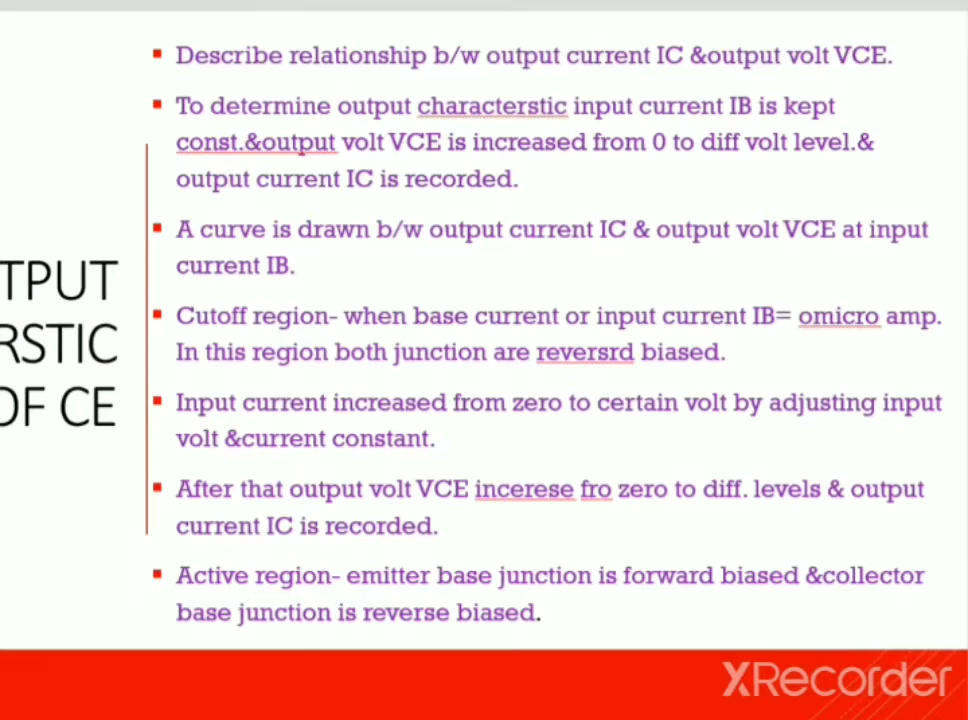 Describe relationship b/w output current IC &output volt VCE.
To determine output characterstic input current IB is kept
const.&output volt VCE is increased from 0 to diff volt level.&
output current IC is recorded.
A curve is drawn b/w output current IC & output volt VCE at input
current IB.
Cutoff region- when base current or input current IB= omicro amp.
In this region both junction are reversrd biased.
Input current increased from zero to certain volt by adjusting input
volt &current constant.
After that output volt VCE incerese fro zero to diff. levels & output
current IC is recorded.
Active region- emitter base junction is forward biased &collector
base junction is reverse biased.
TPUT
RSTIC
OF CE
XRecorder